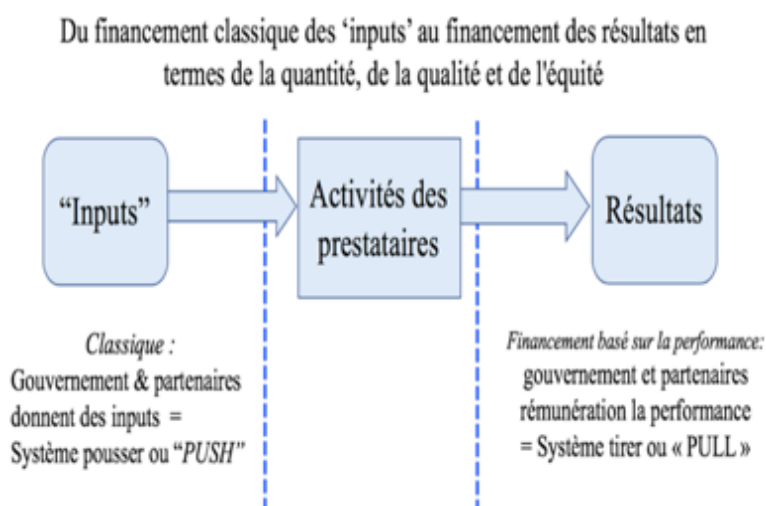 Du financement classique des ‘inputs’ au financement des résultats en
termes de la quantité, de la qualité et de l'équité
“Inputs”
Activités des
prestataires
Résultats
Classique :
Gouvernement & partenaires
donnent des inputs =
Système pousser ou “PUSH”
Financement basé sur la performance:
gouvernement et partenaires
rémunération la performance
= Système tirer ou « PULL »